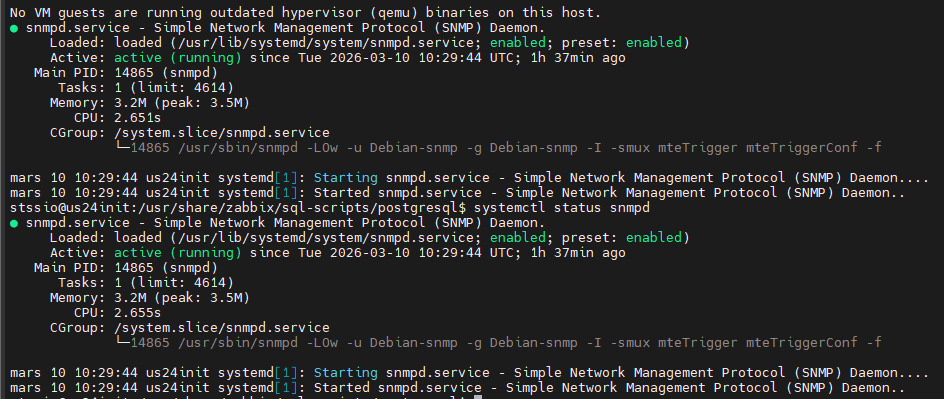 No VM guests are running outdated hypervisor (qemu) binaries on this host.
● snmpd.service - Simple Network Management Protocol (SNMP) Daemon.
Loaded: loaded (/usr/lib/systemd/system/snmpd.service; enabled; preset: enabled)
Active: active (running) since Tue 2026-03-10 10:29:44 UTC; 1h 37min ago
Main PID: 14865 (snmpd)
Tasks: 1 (limit: 4614)
Memory: 3.2M (peak: 3.5M)
CPU: 2.651s
CGroup: /system.slice/snmpd.service
└─14865 /usr/sbin/snmpd -LOw -u Debian-snmp -g Debian-snmp -I -smux mteTrigger mteTriggerConf -f
mars 10 10:29:44 us24init systemd[1]: Starting snmpd.service - Simple Network Management Protocol (SNMP) Daemon....
mars 10 10:29:44 us24init systemd[1]: Started snmpd.service - Simple Network Management Protocol (SNMP) Daemon..
stssio@us24init:/usr/share/zabbix/sql-scripts/postgresql$ systemctl status snmpd
● snmpd.service - Simple Network Management Protocol (SNMP) Daemon.
Loaded: loaded (/usr/lib/systemd/system/snmpd.service; enabled; preset: enabled)
Active: active (running) since Tue 2026-03-10 10:29:44 UTC; 1h 37min ago
Main PID: 14865 (snmpd)
Tasks: 1 (limit: 4614)
Memory: 3.2M (peak: 3.5M)
CPU: 2.655s
CGroup: /system.slice/snmpd.service
└─14865 /usr/sbin/snmpd -LOw -u Debian-snmp -g Debian-snmp -I -smux mteTrigger mteTriggerConf -f
mars 10 10:29:44 us24init systemd[1]: Starting snmpd.service - Simple Network Management Protocol (SNMP) Daemon....
mars 10 10:29:44 us24init systemd[1]: Started snmpd.service - Simple Network Management Protocol (SNMP) Daemon..